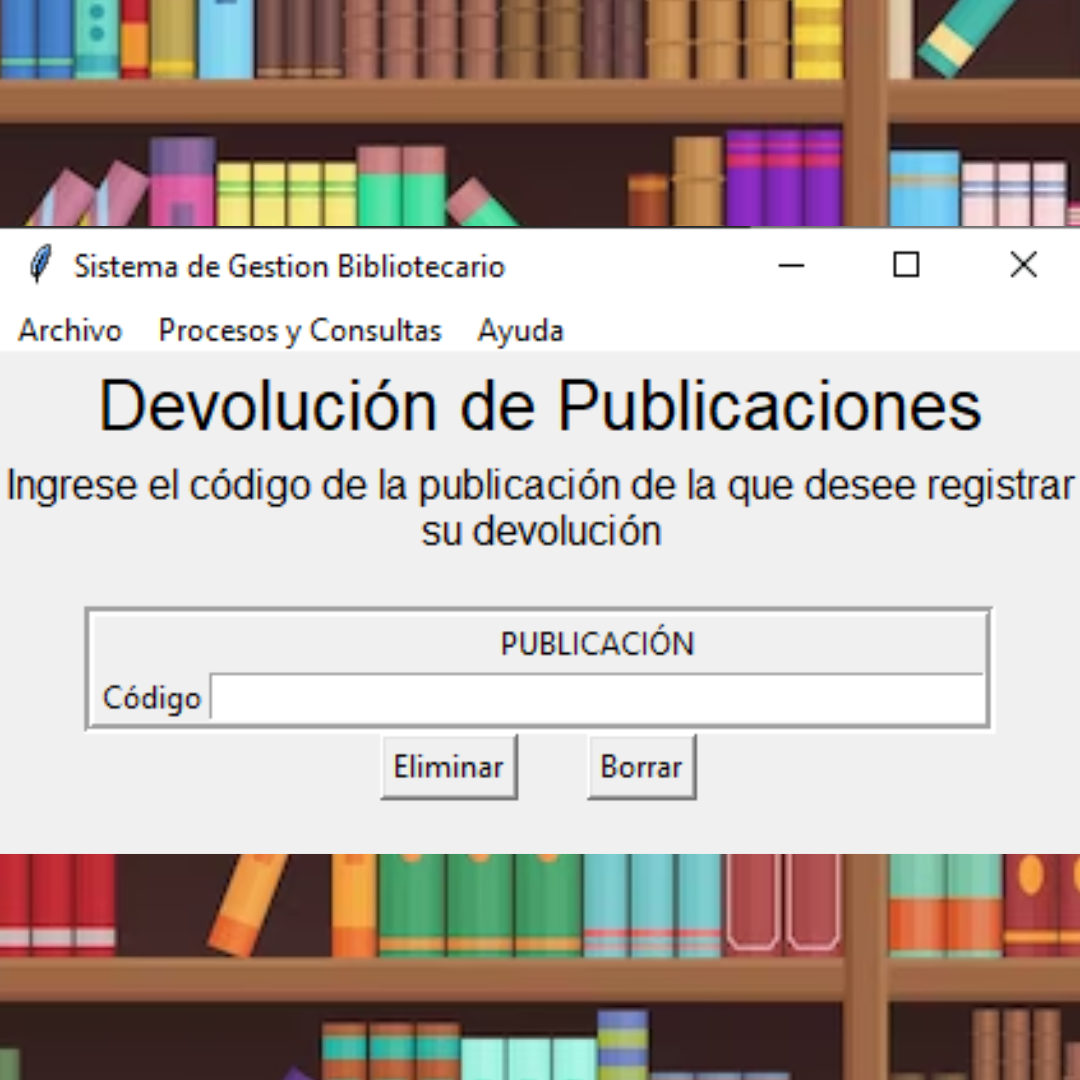 Sistema de Gestion Bibliotecario
Archivo Procesos y Consultas Ayuda
Devolución de Publicaciones
Ingrese el código de la publicación de la que desee registrar
su devolución
PUBLICACIÓN
Código
Eliminar Borrar